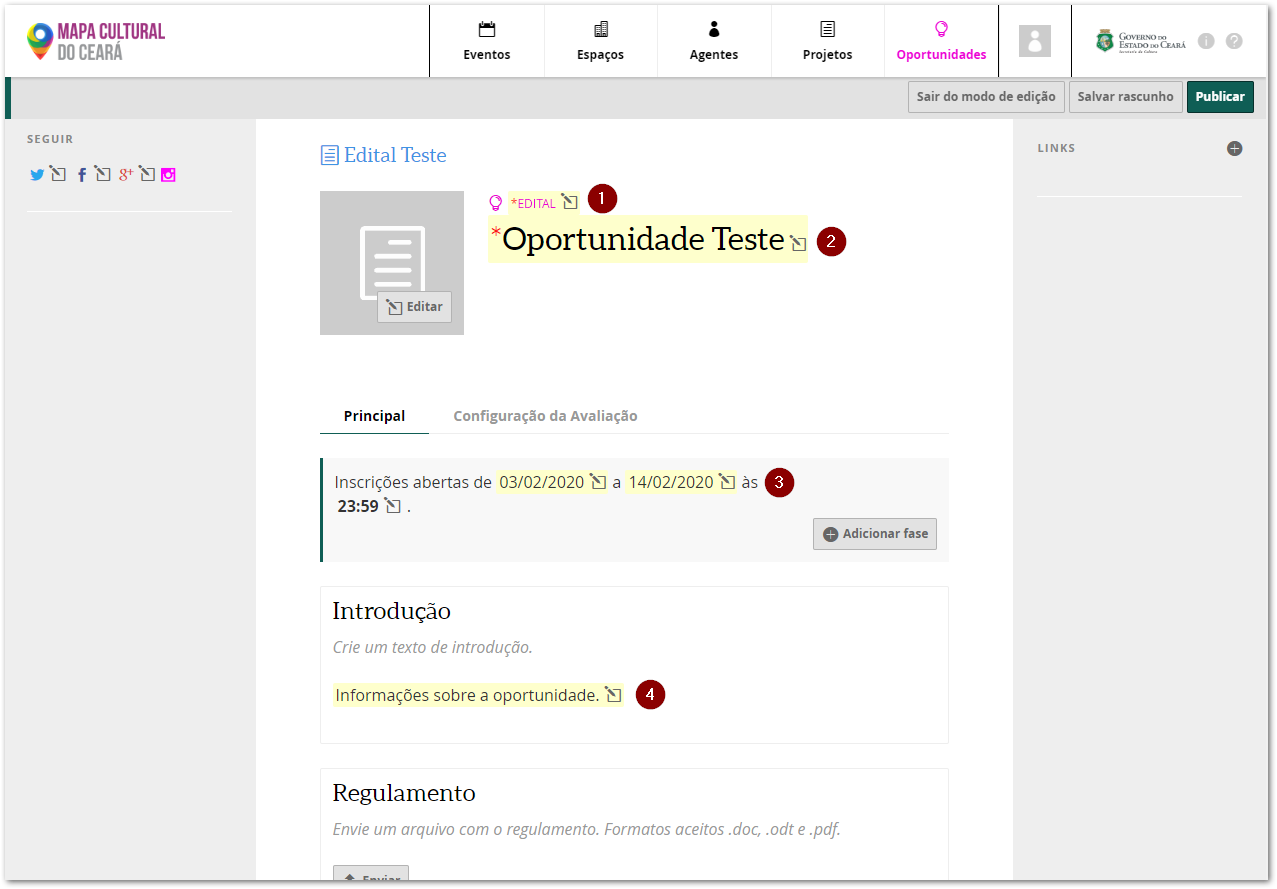 MAPA CULTURAL
DO CEARÁ
Eventos
Espaços
Agentes
Projetos
Oportunidades
GOVERNO DO
ESTADO DO CEARÁ
Secretaria da Cultura
i
?
Sair do modo de edição
Salvar rascunho
Publicar
SEGUIR
LINKS
Edital Teste
*EDITAL
1
*Oportunidade Teste
2
Editar
Principal
Configuração da Avaliação
Inscrições abertas de 03/02/2020 a 14/02/2020 às
3
23:59 .
Adicionar fase
Introdução
Crie um texto de introdução.
Informações sobre a oportunidade.
4
Regulamento
Envie um arquivo com o regulamento. Formatos aceitos .doc, .odt e .pdf.
Enviar